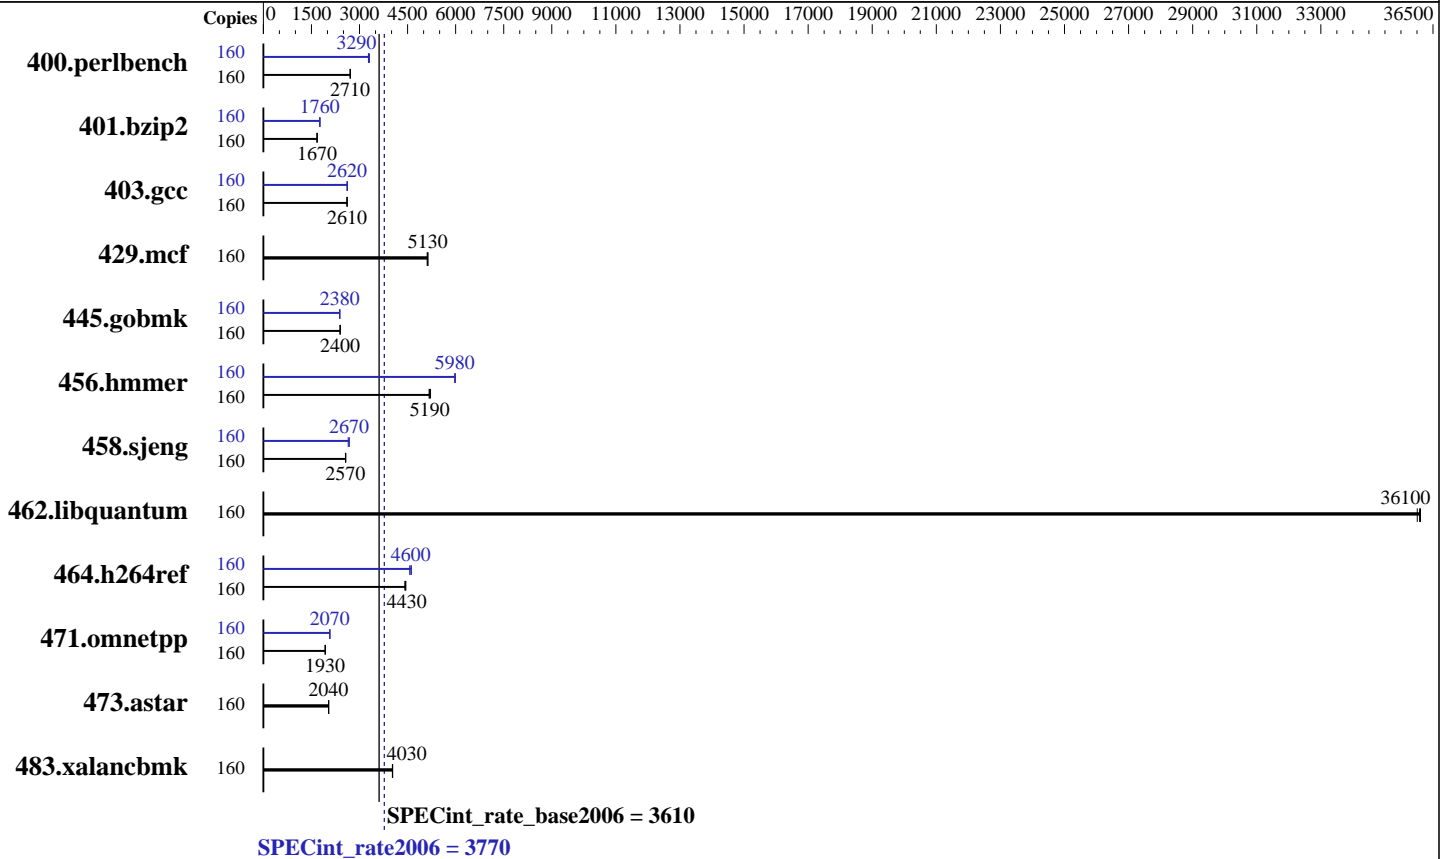 Copies 0 1500 3000 4500 6000 7500 9000 11000 13000 15000 17000 19000 21000 23000 25000 27000 29000 31000 33000 36500
400.perlbench 160 3290
160 2710
401.bzip2 160 1760
160 1670
403.gcc 160 2620
160 2610
429.mcf 160 5130
445.gobmk 160 2380
160 2400
456.hmmer 160 5980
160 5190
458.sjeng 160 2670
160 2570
462.libquantum 160 36100
464.h264ref 160 4600
160 4430
471.omnetpp 160 2070
160 1930
473.astar 160 2040
483.xalancbmk 160 4030
SPECint_rate_base2006 = 3610
SPECint_rate2006 = 3770